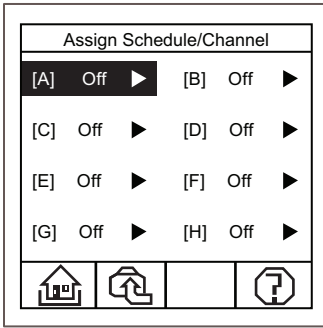 Assign Schedule/Channel
[A] Off ▶ [B] Off ▶
[C] Off ▶ [D] Off ▶
[E] Off ▶ [F] Off ▶
[G] Off ▶ [H] Off ▶
?